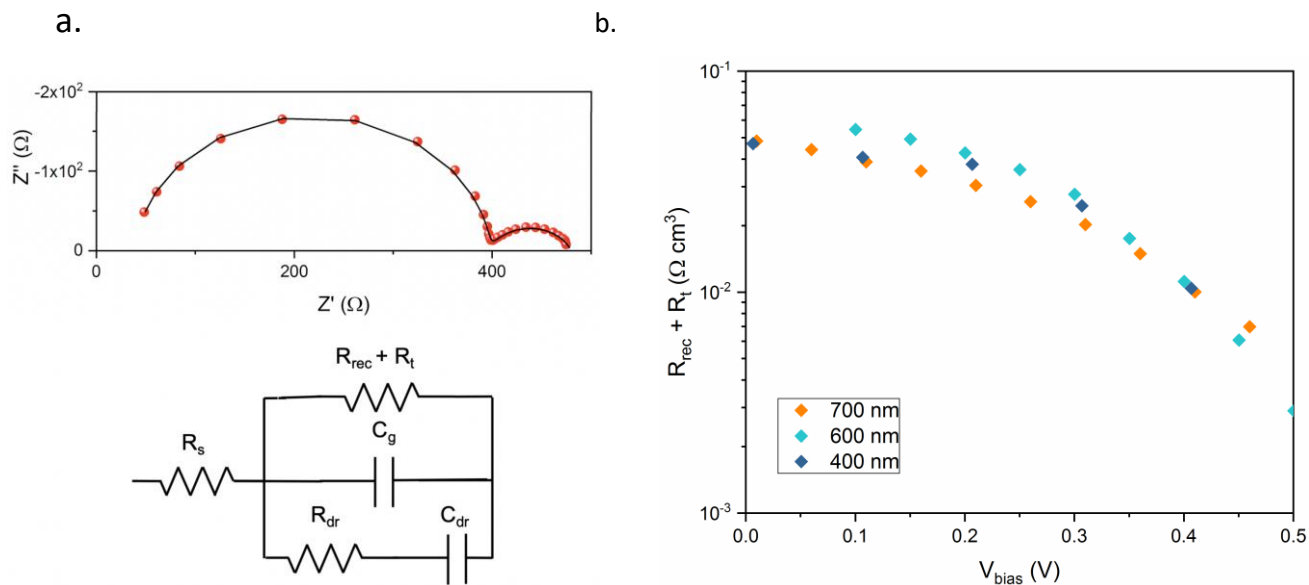 a.
b.
-2x10²
-1x10²
0
Z'' (Ω)
0
200
400
Z' (Ω)
R_rec + R_t
C_g
R_s
R_dr
C_dr
10⁻¹
10⁻²
10⁻³
R_rec + R_t (Ω cm³)
700 nm
600 nm
400 nm
0.0
0.1
0.2
0.3
0.4
0.5
V_bias (V)